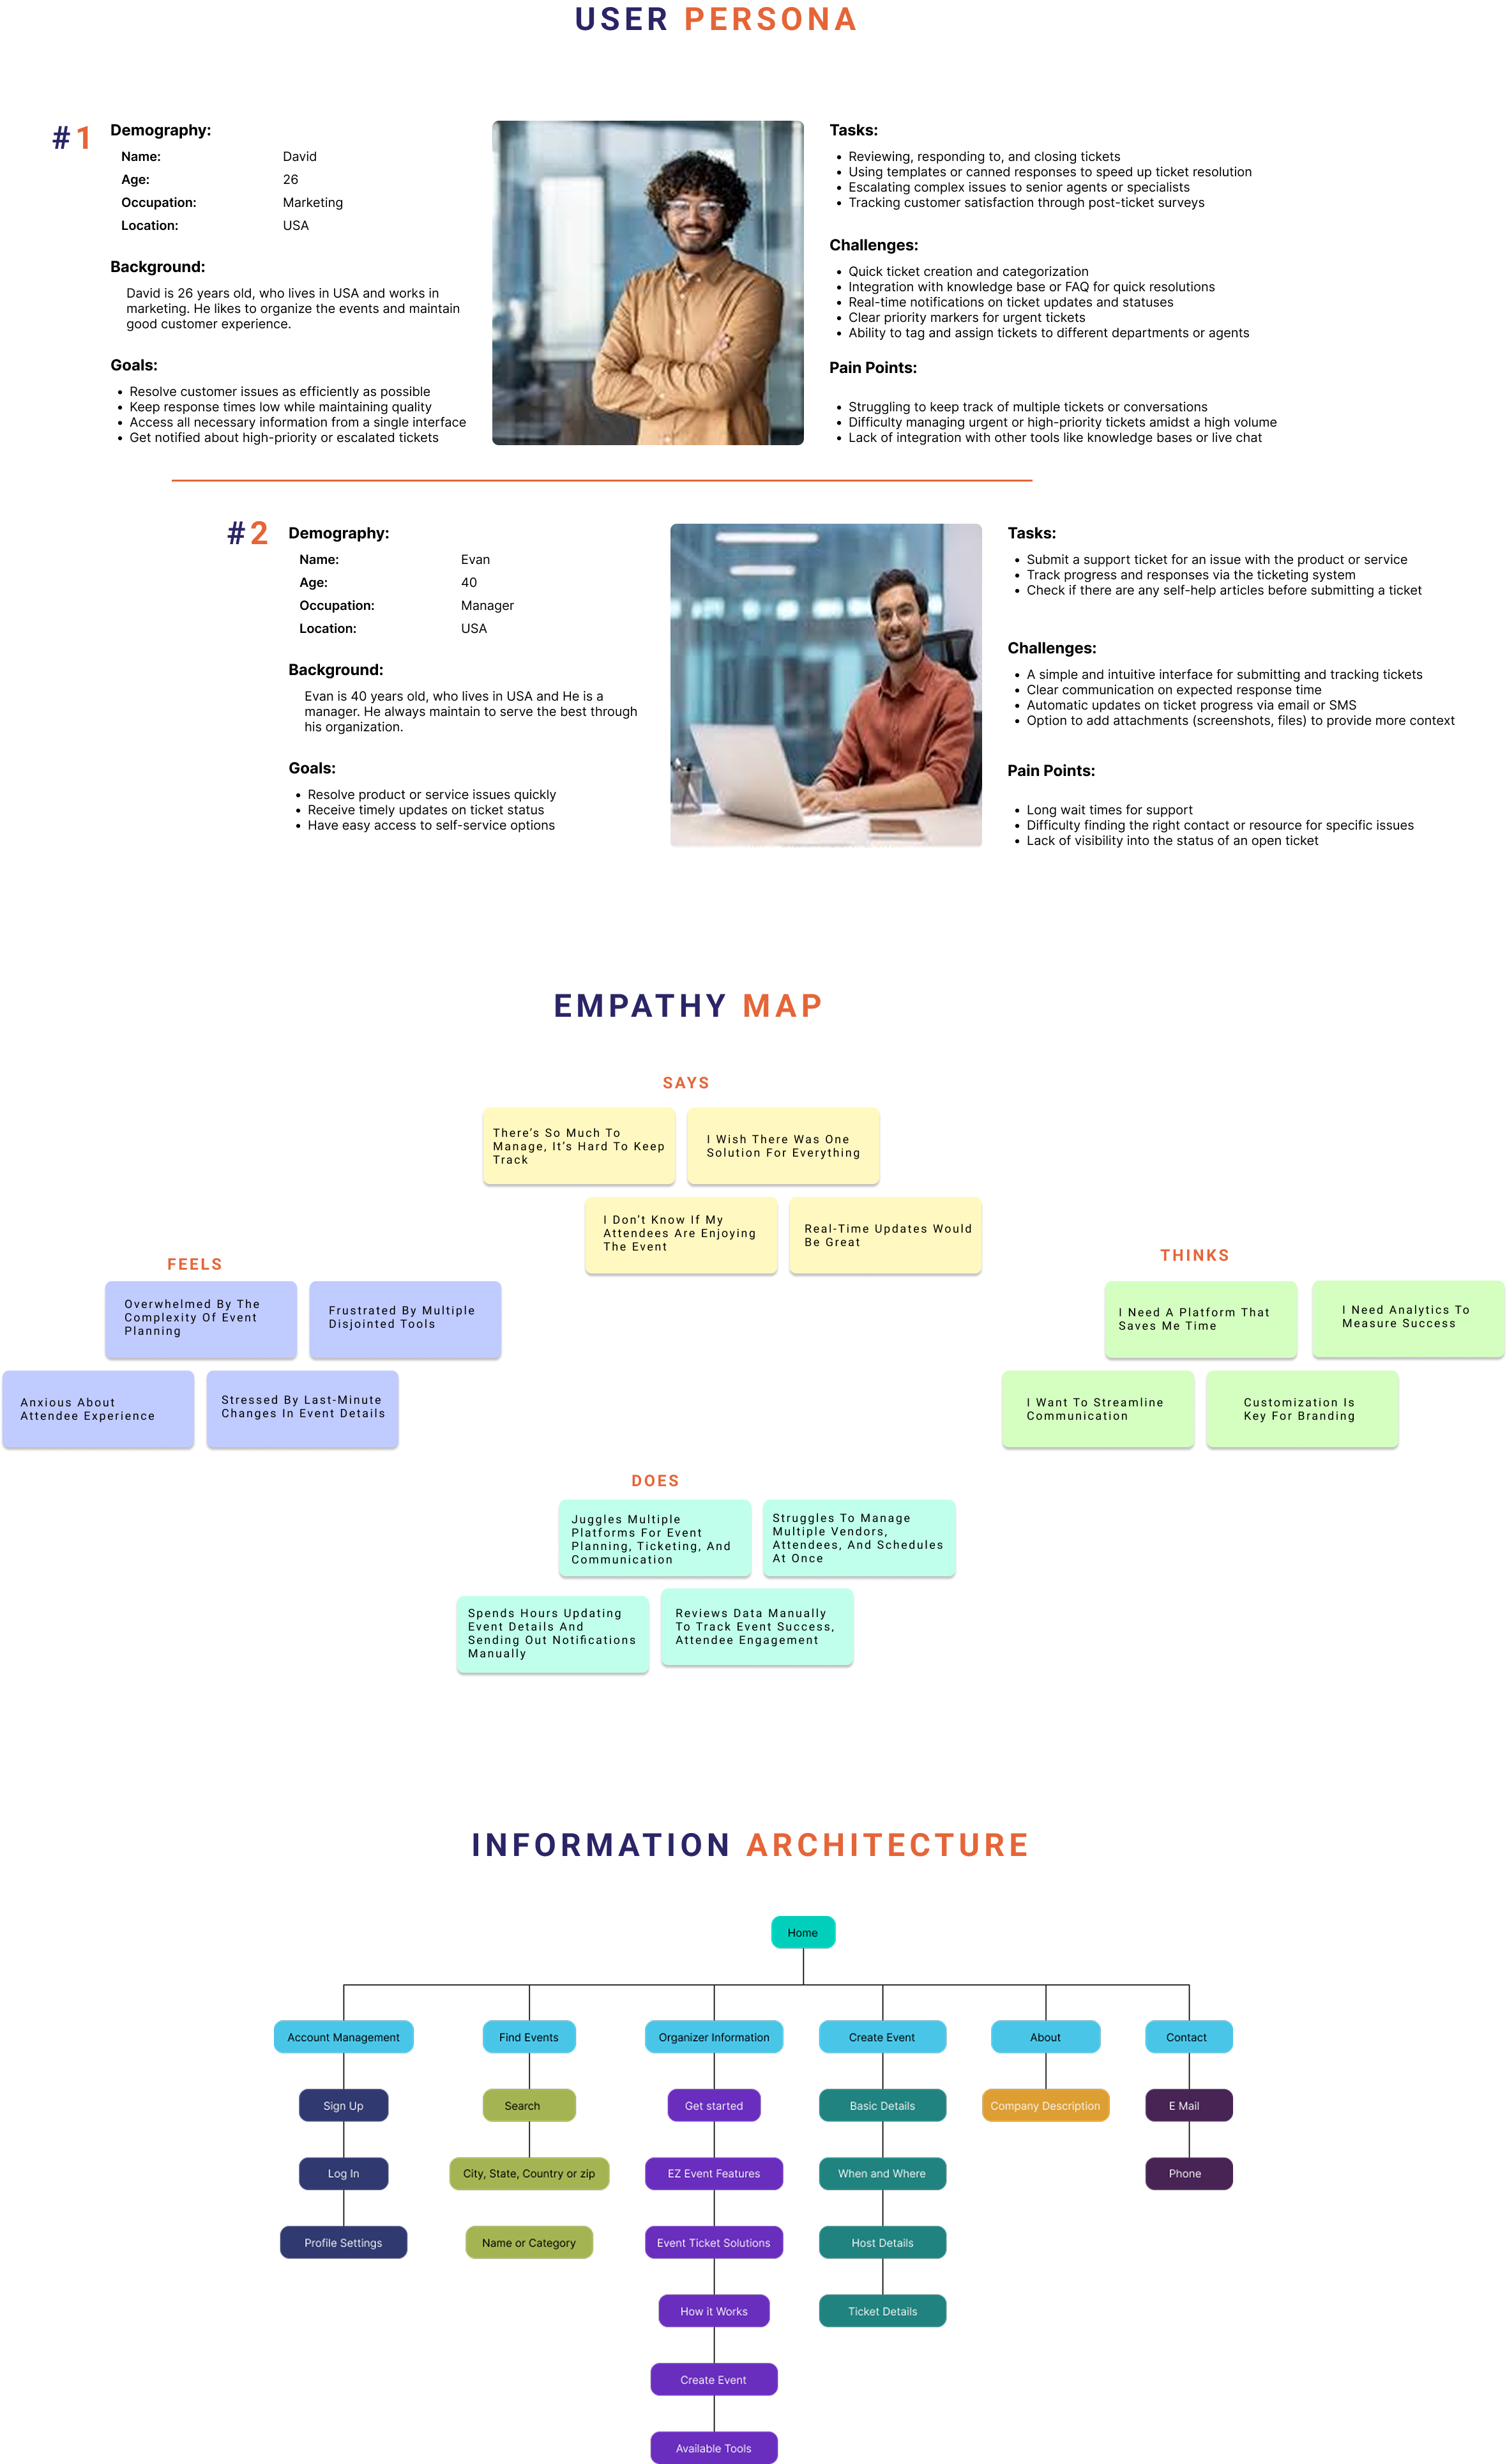 USER PERSONA
#1
Demography:
Name: David
Age: 26
Occupation: Marketing
Location: USA
Background:
David is 26 years old, who lives in USA and works in
marketing. He likes to organize the events and maintain
good customer experience.
Goals:
• Resolve customer issues as efficiently as possible
• Keep response times low while maintaining quality
• Access all necessary information from a single interface
• Get notified about high-priority or escalated tickets
Tasks:
• Reviewing, responding to, and closing tickets
• Using templates or canned responses to speed up ticket resolution
• Escalating complex issues to senior agents or specialists
• Tracking customer satisfaction through post-ticket surveys
Challenges:
• Quick ticket creation and categorization
• Integration with knowledge base or FAQ for quick resolutions
• Real-time notifications on ticket updates and statuses
• Clear priority markers for urgent tickets
• Ability to tag and assign tickets to different departments or agents
Pain Points:
• Struggling to keep track of multiple tickets or conversations
• Difficulty managing urgent or high-priority tickets amidst a high volume
• Lack of integration with other tools like knowledge bases or live chat
#2
Demography:
Name: Evan
Age: 40
Occupation: Manager
Location: USA
Background:
Evan is 40 years old, who lives in USA and He is a
manager. He always maintain to serve the best through
his organization.
Goals:
• Resolve product or service issues quickly
• Receive timely updates on ticket status
• Have easy access to self-service options
Tasks:
• Submit a support ticket for an issue with the product or service
• Track progress and responses via the ticketing system
• Check if there are any self-help articles before submitting a ticket
Challenges:
• A simple and intuitive interface for submitting and tracking tickets
• Clear communication on expected response time
• Automatic updates on ticket progress via email or SMS
• Option to add attachments (screenshots, files) to provide more context
Pain Points:
• Long wait times for support
• Difficulty finding the right contact or resource for specific issues
• Lack of visibility into the status of an open ticket
EMPATHY MAP
SAYS
There's So Much To
Manage, It's Hard To Keep
Track
I Wish There Was One
Solution For Everything
I Don't Know If My
Attendees Are Enjoying
The Event
Real-Time Updates Would
Be Great
FEELS
Overwhelmed By The
Complexity Of Event
Planning
Frustrated By Multiple
Disjointed Tools
Anxious About
Attendee Experience
Stressed By Last-Minute
Changes In Event Details
THINKS
I Need A Platform That
Saves Me Time
I Need Analytics To
Measure Success
I Want To Streamline
Communication
Customization Is
Key For Branding
DOES
Juggles Multiple
Platforms For Event
Planning, Ticketing, And
Communication
Struggles To Manage
Multiple Vendors,
Attendees, And Schedules
At Once
Spends Hours Updating
Event Details And
Sending Out Notifications
Manually
Reviews Data Manually
To Track Event Success,
Attendee Engagement
INFORMATION ARCHITECTURE
Home
Account Management
Sign Up
Log In
Profile Settings
Find Events
Search
City, State, Country or zip
Name or Category
Organizer Information
Get started
EZ Event Features
Event Ticket Solutions
How it Works
Create Event
Available Tools
Create Event
Basic Details
When and Where
Host Details
Ticket Details
About
Company Description
Contact
E Mail
Phone